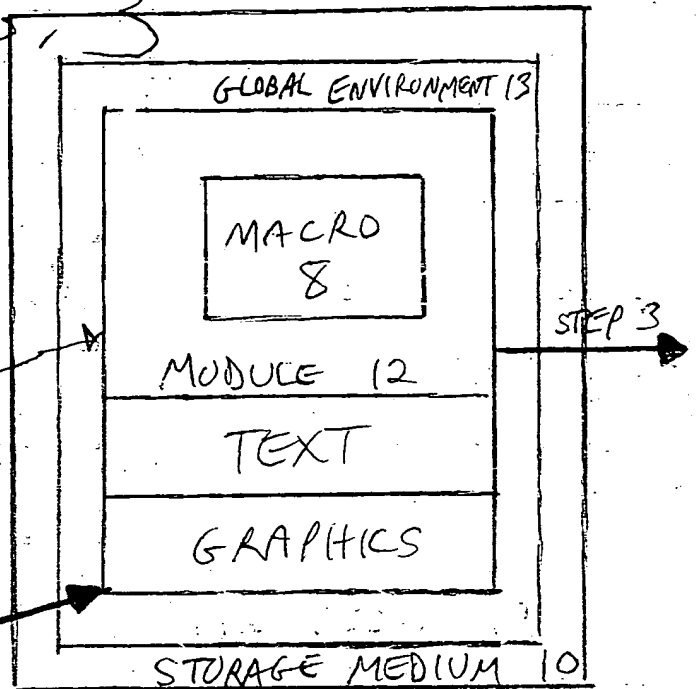 GLOBAL ENVIRONMENT 13
MACRO
8
STEP 3
MODULE 12
TEXT
GRAPHICS
STORAGE MEDIUM 10